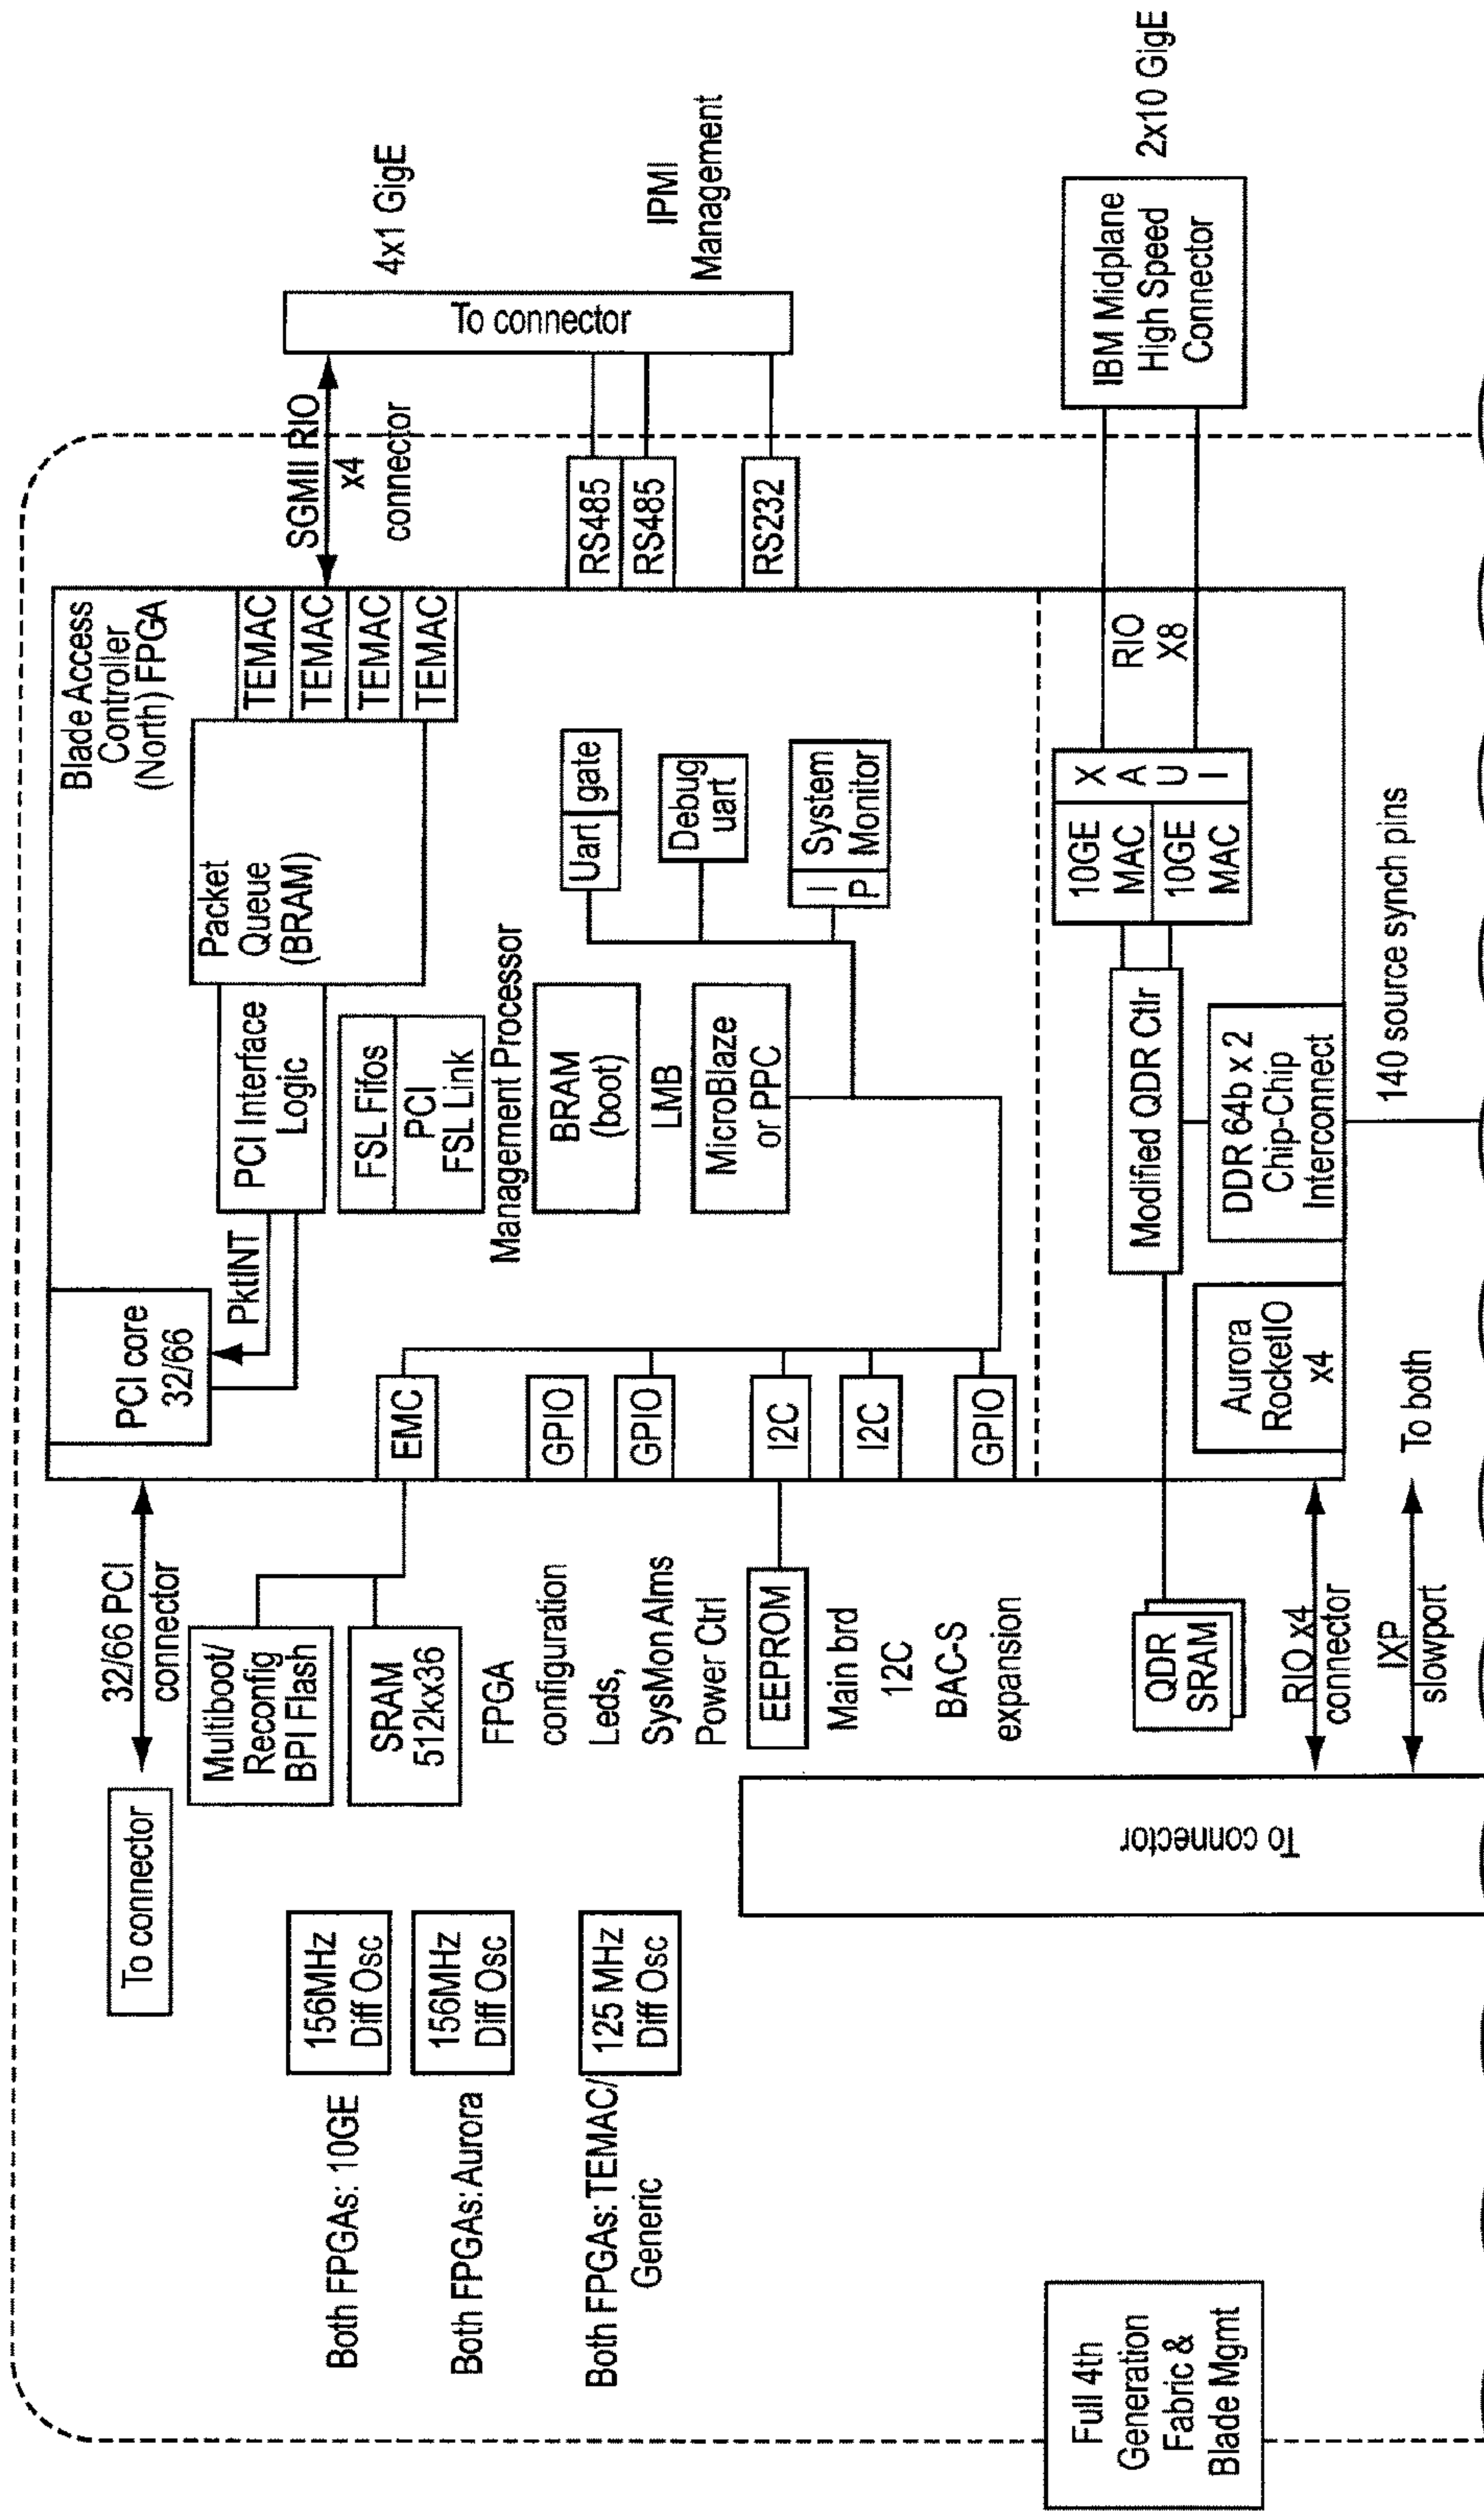 Full 4th
Generation
Fabric &
Blade Mgmt
Both FPGAs: 10GE
156MHz
Diff Osc
Both FPGAs: Aurora
156MHz
Diff Osc
Both FPGAs: TEMAC/
Generic
125 MHz
Diff Osc
To connector
32/66 PCI
connector
Multiboot/
Reconfig
BPI Flash
SRAM
512kx36
FPGA
configuration
Leds,
SysMon Alms
Power Ctrl
EEPROM
Main brd
12C
BAC-S
expansion
QDR
SRAM
To connector
RIO x4
connector
IXP
slowport
To both
Blade Access
Controller
(North) FPGA
PCI core
32/66
PktINT
PCI Interface
Logic
Packet
Queue
(BRAM)
TEMAC
TEMAC
TEMAC
TEMAC
FSL Fifos
PCI
FSL Link
Management Processor
BRAM
(boot)
LMB
MicroBlaze
or PPC
EMC
GPIO
GPIO
I2C
I2C
GPIO
Uart
gate
Debug
uart
I
P
System
Monitor
Modified QDR Ctlr
10GE
MAC
10GE
MAC
X
A
U
I
RIO
X8
Aurora
RocketIO
x4
DDR 64b x 2
Chip-Chip
Interconnect
140 source synch pins
SGMII RIO
x4
connector
RS485
RS485
RS232
To connector
4x1 GigE
IPMI
Management
IBM Midplane
High Speed
Connector
2x10 GigE